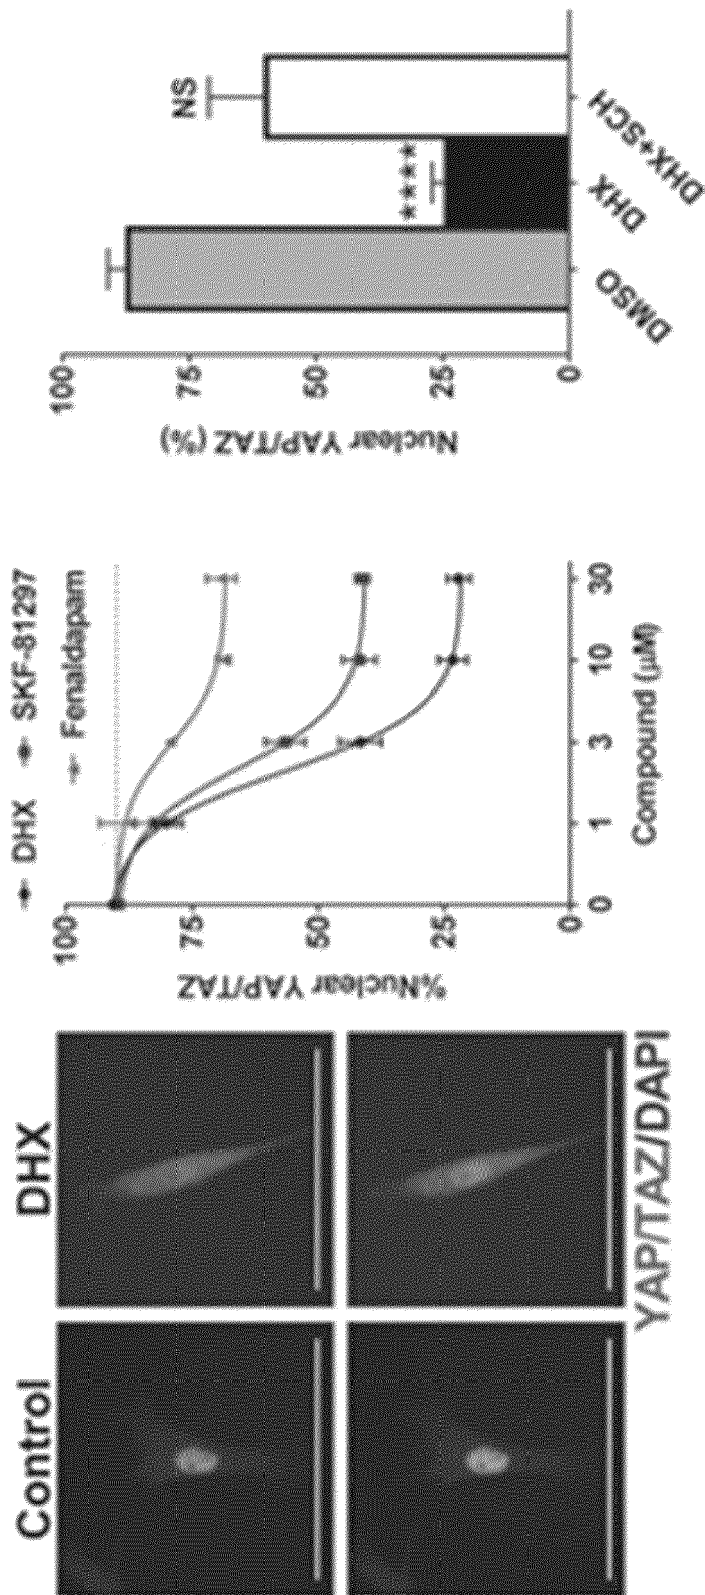 Control
DHX
YAP/TAZ/DAPI
DHX
SKF-81297
Fenaldapam
%Nuclear YAP/TAZ
100
75
50
25
0
0
1
3
10
30
Compound (µM)
Nuclear YAP/TAZ (%)
100
75
50
25
0
****
NS
DMSO
DHX
DHX+SCH